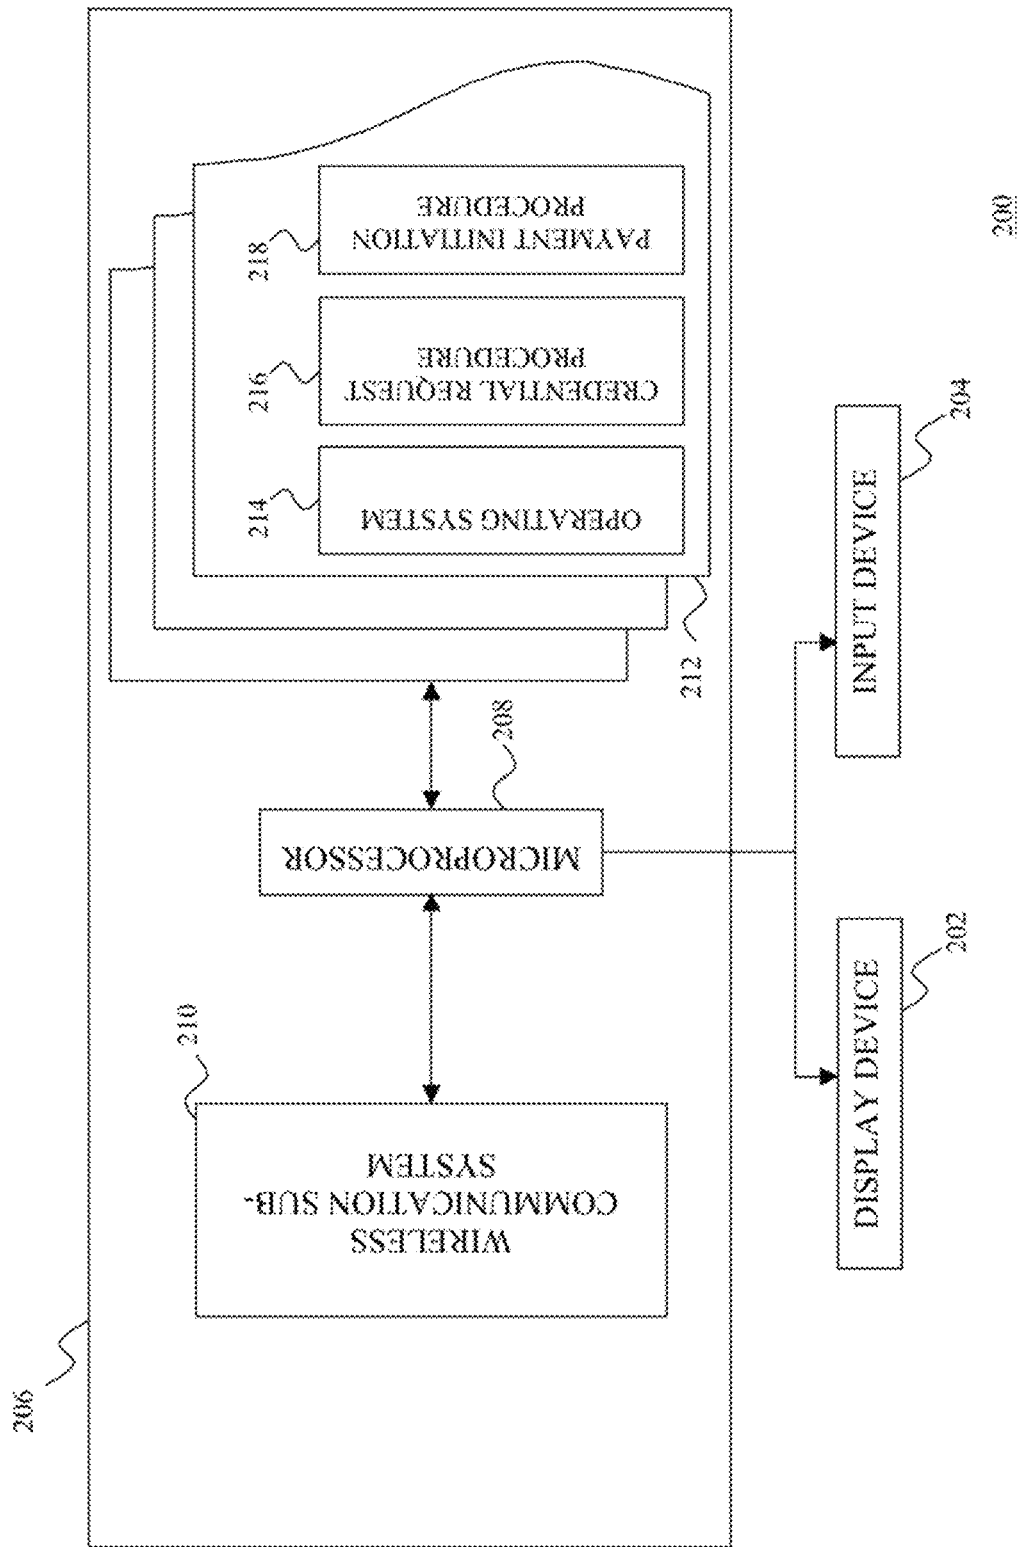 206
210
WIRELESS
COMMUNICATION SUB-
SYSTEM
MICROPROCESSOR
208
212
214
OPERATING SYSTEM
216
CREDENTIAL REQUEST
PROCEDURE
218
PAYMENT INITIATION
PROCEDURE
DISPLAY DEVICE
202
INPUT DEVICE
204
200